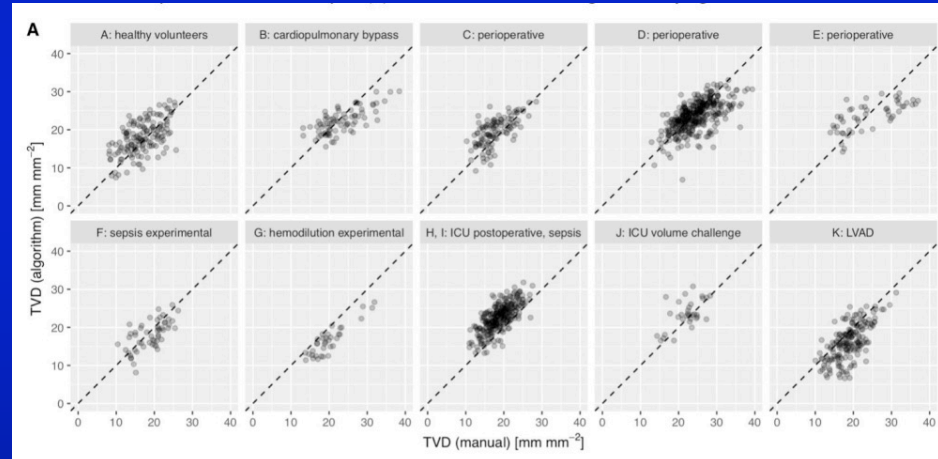 A
A: healthy volunteers
B: cardiopulmonary bypass
C: perioperative
D: perioperative
E: perioperative
40
30
20
10
0
F: sepsis experimental
G: hemodilution experimental
H, I: ICU postoperative, sepsis
J: ICU volume challenge
K: LVAD
40
30
20
10
0
0 10 20 30 40 0 10 20 30 40 0 10 20 30 40 0 10 20 30 40 0 10 20 30 40
TVD (algorithm) [mm mm⁻²]
TVD (manual) [mm mm⁻²]